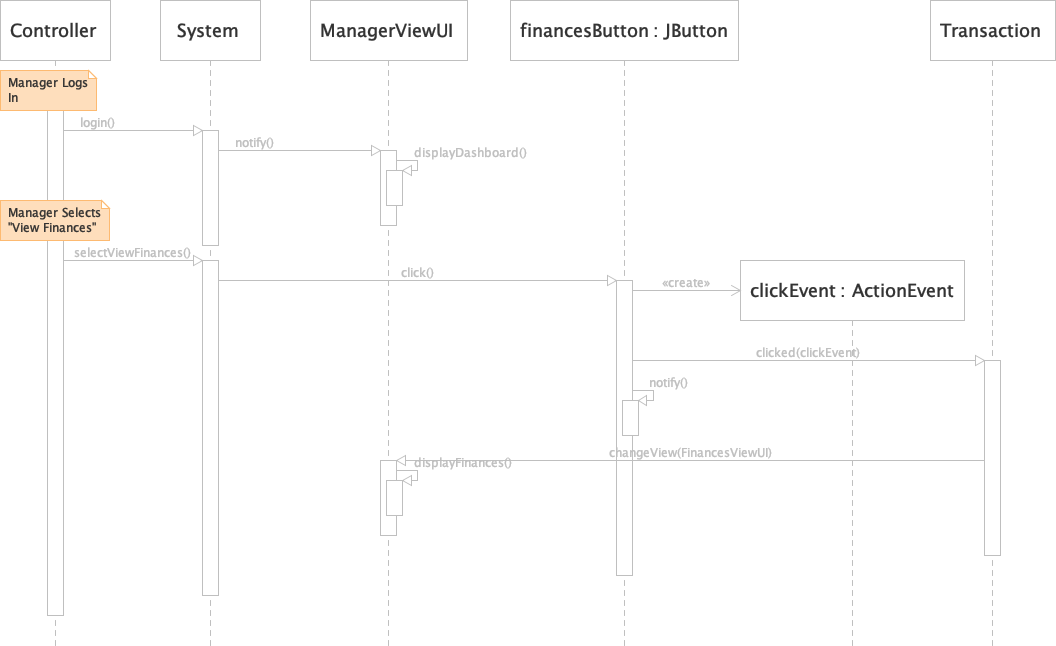 Controller
System
ManagerViewUI
financesButton : JButton
Transaction
Manager Logs
In
login()
notify()
displayDashboard()
Manager Selects
"View Finances"
selectViewFinances()
click()
«create»
clickEvent : ActionEvent
clicked(clickEvent)
notify()
changeView(FinancesViewUI)
displayFinances()